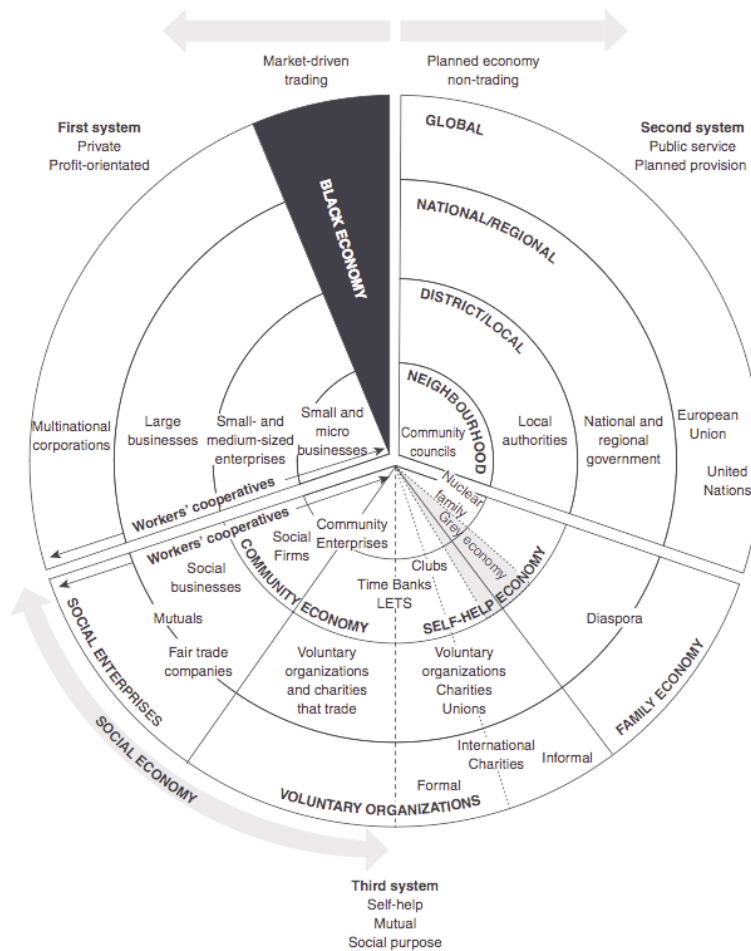 Market-driven
trading
Planned economy
non-trading
First system
Private
Profit-orientated
Second system
Public service
Planned provision
BLACK ECONOMY
GLOBAL
NATIONAL/REGIONAL
DISTRICT/LOCAL
NEIGHBOURHOOD
Multinational
corporations
Large
businesses
Small- and
medium-sized
enterprises
Small and
micro
businesses
Community
councils
Local
authorities
National and
regional
government
European
Union
United
Nations
Workers' cooperatives
Workers' cooperatives
Nuclear
family
Grey economy
Social
Firms
Community
Enterprises
Social
businesses
Clubs
Time Banks
LETS
COMMUNITY ECONOMY
SELF-HELP ECONOMY
Mutuals
Fair trade
companies
Diaspora
Voluntary
organizations
and charities
that trade
Voluntary
organizations
Charities
Unions
SOCIAL ENTERPRISES
FAMILY ECONOMY
SOCIAL ECONOMY
International
Charities
Informal
Formal
VOLUNTARY ORGANIZATIONS
Third system
Self-help
Mutual
Social purpose